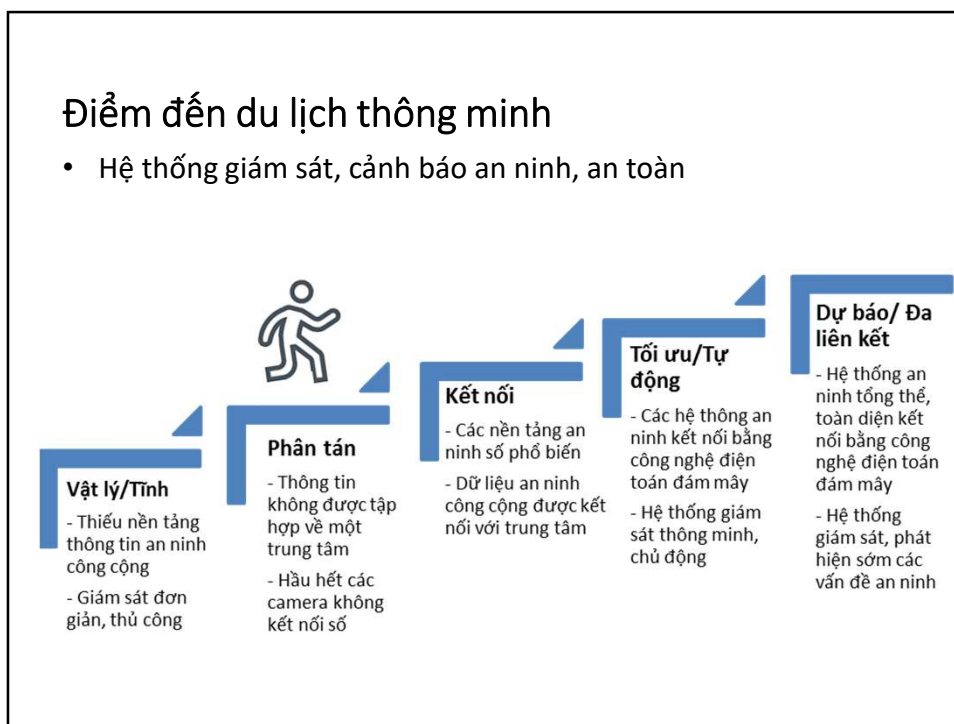 Điểm đến du lịch thông minh
• Hệ thống giám sát, cảnh báo an ninh, an toàn
Vật lý/Tĩnh
- Thiếu nền tảng
thông tin an ninh
công cộng
- Giám sát đơn
giản, thủ công
Phân tán
- Thông tin
không được tập
hợp về một
trung tâm
- Hầu hết các
camera không
kết nối số
Kết nối
- Các nền tảng an
ninh số phổ biến
- Dữ liệu an ninh
công cộng được kết
nối với trung tâm
Tối ưu/Tự
động
- Các hệ thông an
ninh kết nối bằng
công nghệ điện
toán đám mây
- Hệ thống giám
sát thông minh,
chủ động
Dự báo/ Đa
liên kết
- Hệ thống an
ninh tổng thể,
toàn diện kết
nối bằng công
nghệ điện toán
đám mây
- Hệ thống
giám sát, phát
hiện sớm các
vấn đề an ninh